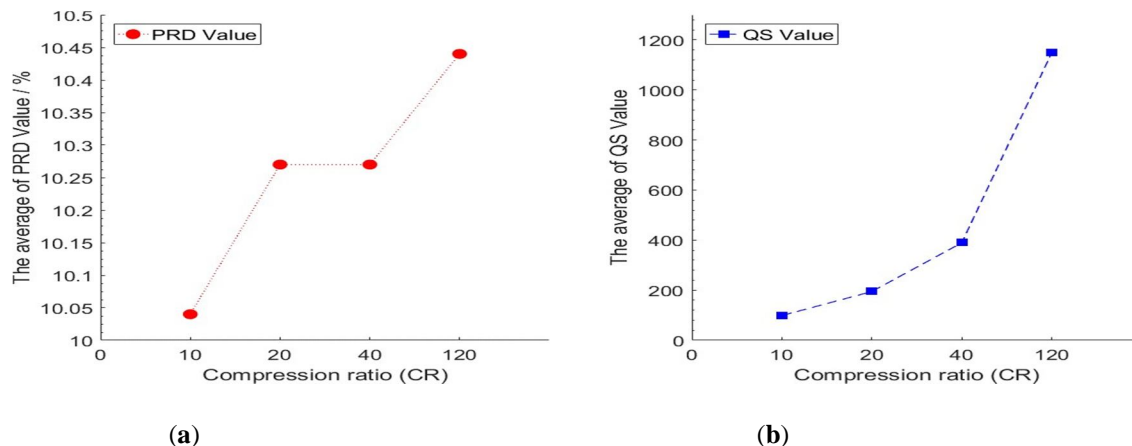 PRD Value
The average of PRD Value / %
10.5
10.45
10.4
10.35
10.3
10.25
10.2
10.15
10.1
10.05
10
0 10 20 40 120
Compression ratio (CR)
(a)
QS Value
The average of QS Value
1200
1000
800
600
400
200
0
0 10 20 40 120
Compression ratio (CR)
(b)